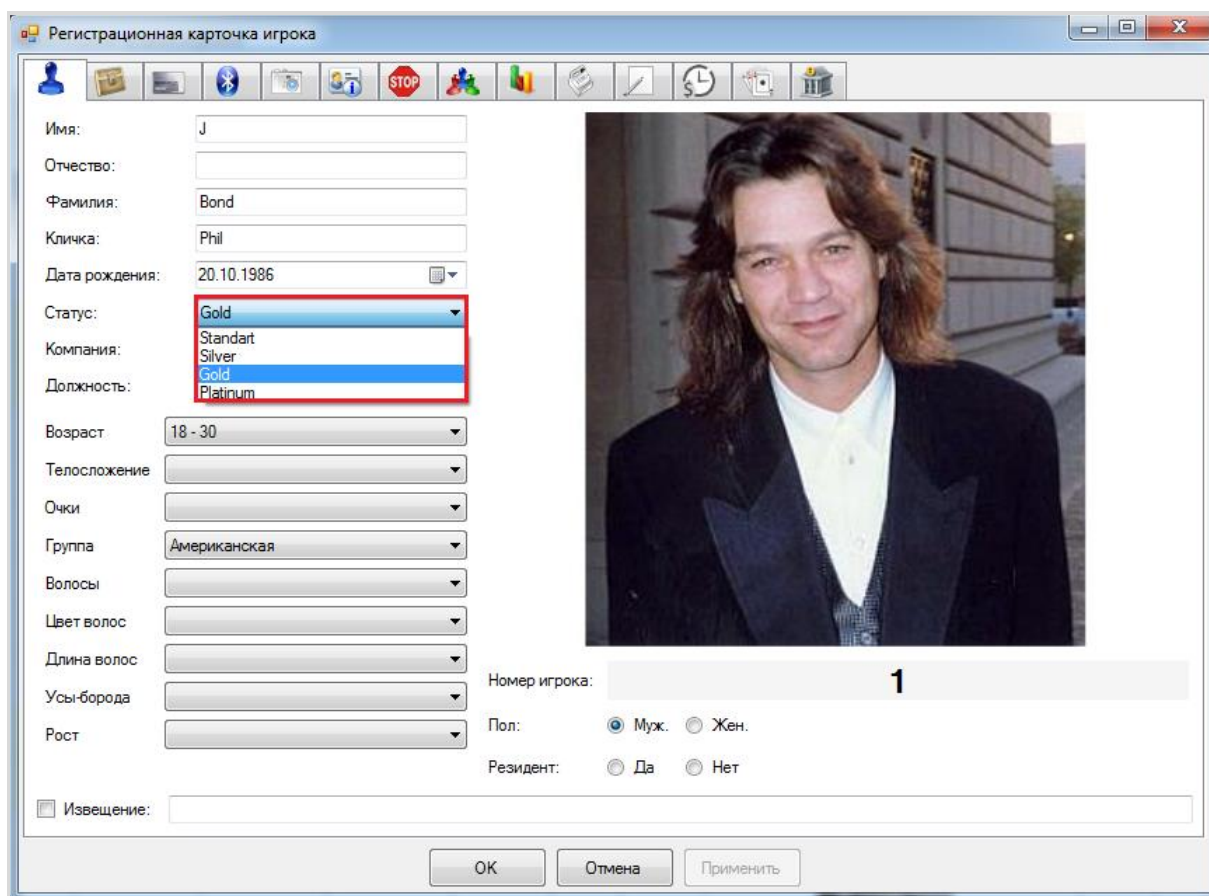 Регистрационная карточка игрока
STOP
Имя: J
Отчество:
Фамилия: Bond
Кличка: Phil
Дата рождения: 20.10.1986
Статус: Gold
Standart
Silver
Компания:
Gold
Должность:
Platinum
Возраст 18 - 30
Телосложение
Очки
Группа Американская
Волосы
Цвет волос
Длина волос
Усы-борода
Рост
Номер игрока: 1
Пол: Муж. Жен.
Резидент: Да Нет
Извещение:
OK Отмена Применить